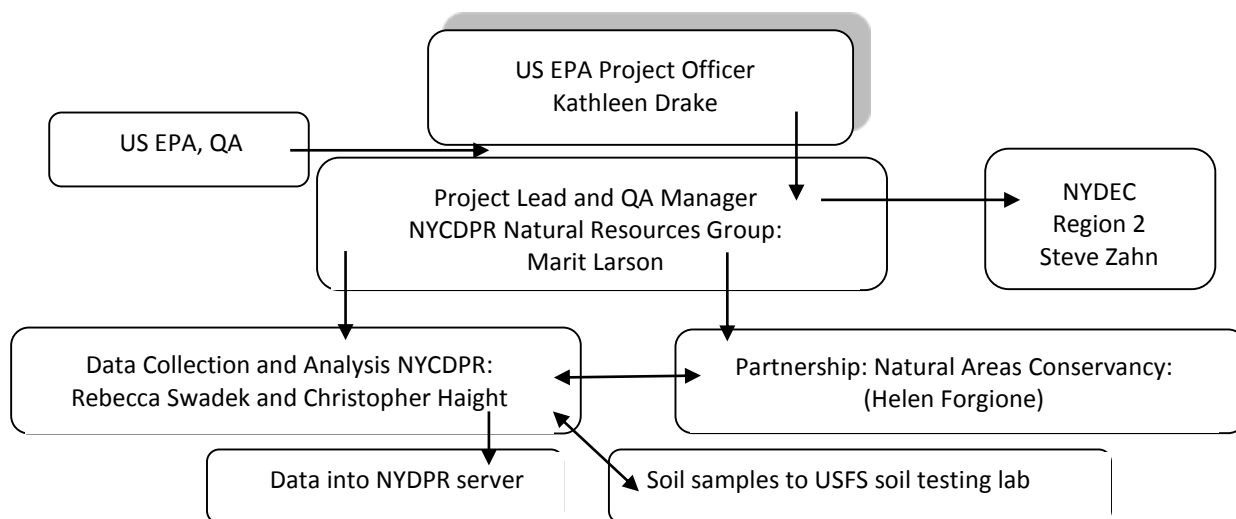 US EPA Project Officer
Kathleen Drake
US EPA, QA
Project Lead and QA Manager
NYCDPR Natural Resources Group:
Marit Larson
NYDEC
Region 2
Steve Zahn
Data Collection and Analysis NYCDPR:
Rebecca Swadek and Christopher Haight
Partnership: Natural Areas Conservancy:
(Helen Forgione)
Data into NYDPR server
Soil samples to USFS soil testing lab